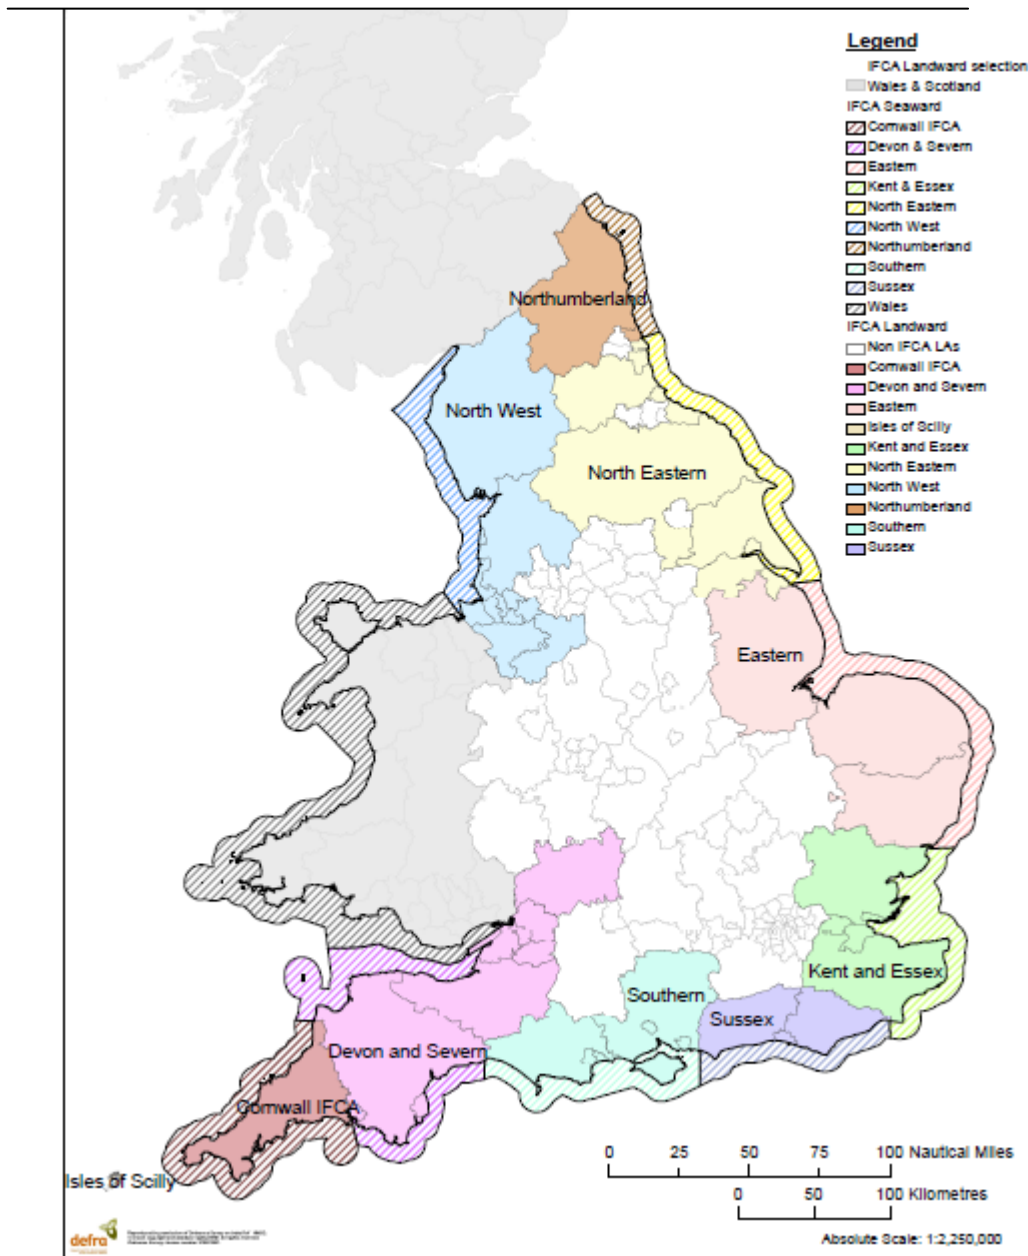 Legend
IFCA Landward selection
Wales & Scotland
IFCA Seaward
Cornwall IFCA
Devon & Severn
Eastern
Kent & Essex
North Eastern
North West
Northumberland
Southern
Sussex
Wales
IFCA Landward
Non IFCA LAs
Cornwall IFCA
Devon and Severn
Eastern
Isles of Scilly
Kent and Essex
North Eastern
North West
Northumberland
Southern
Sussex
Northumberland
North West
North Eastern
Eastern
Kent and Essex
Southern
Sussex
Devon and Severn
Cornwall IFCA
Isles of Scilly
0 25 50 75 100 Nautical Miles
0 50 100 Kilometres
defra
Absolute Scale: 1:2,250,000